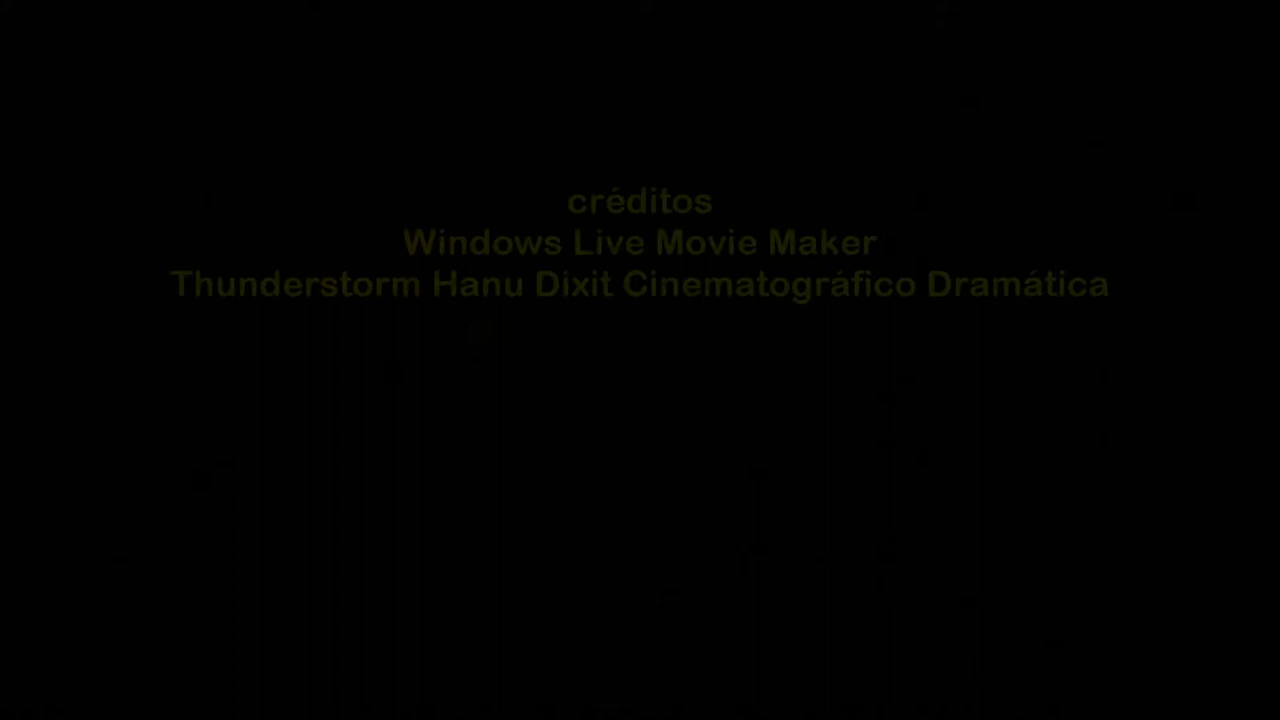 créditos
Windows Live Movie Maker
Thunderstorm Hanu Dixit Cinematográfico Dramática